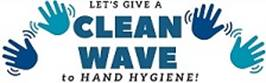 LET'S GIVE A
CLEAN
WAVE
to HAND HYGIENE!